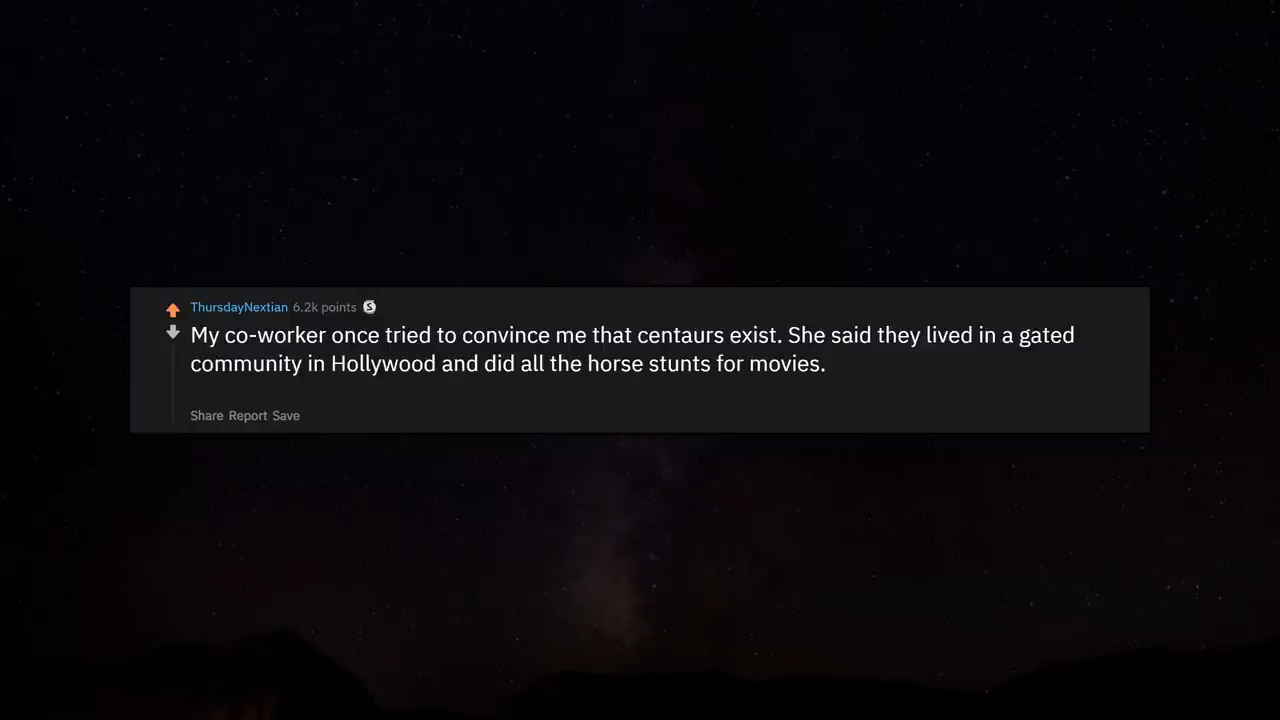 ThursdayNextian 6.2k points S
My co-worker once tried to convince me that centaurs exist. She said they lived in a gated
community in Hollywood and did all the horse stunts for movies.
Share Report Save